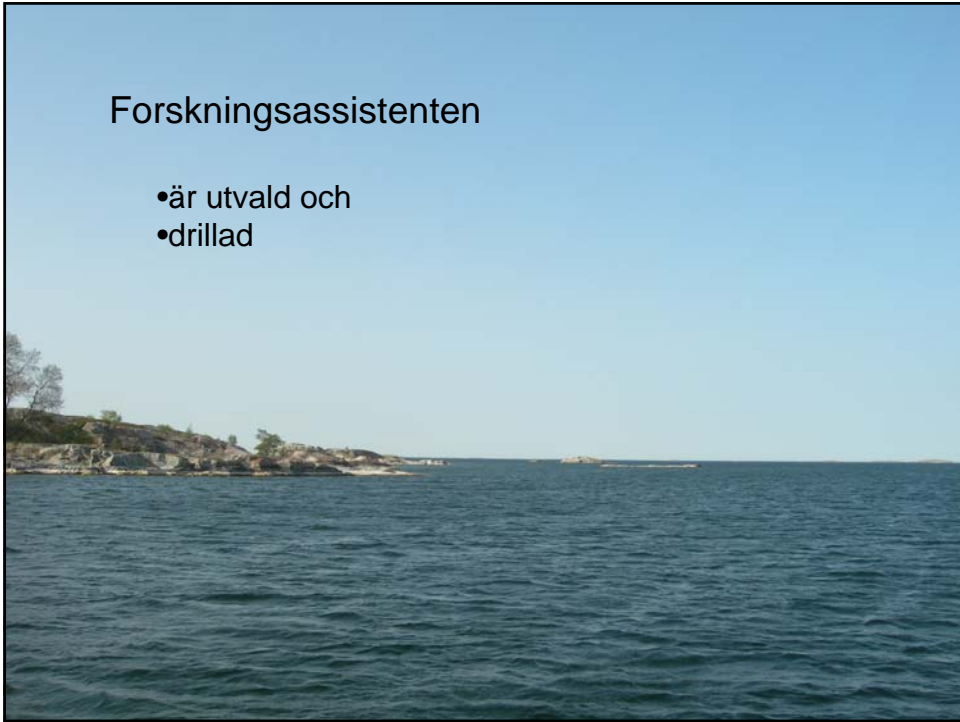 Forskningsassistenten
•är utvald och
•drillad